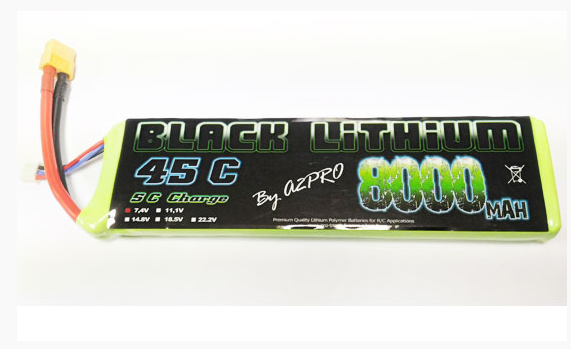 BLACK LiTHiUM
45 C
5 C Charge
By A2PRO
8000 MAH
7,4V 11,1V
14.8V 18.5V 22.2V
Premium Quality Lithium Polymer Batteries for R/C Applications